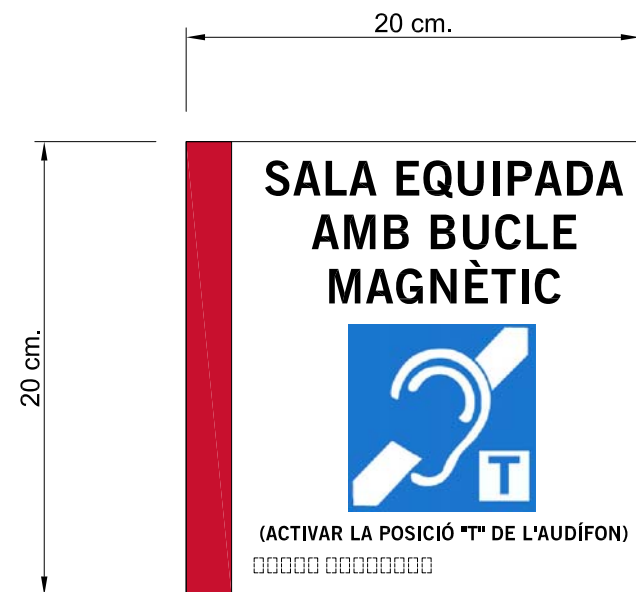 20 cm.
20 cm.
SALA EQUIPADA
AMB BUCLE
MAGNÈTIC
T
(ACTIVAR LA POSICIÓ "T" DE L'AUDÍFON)